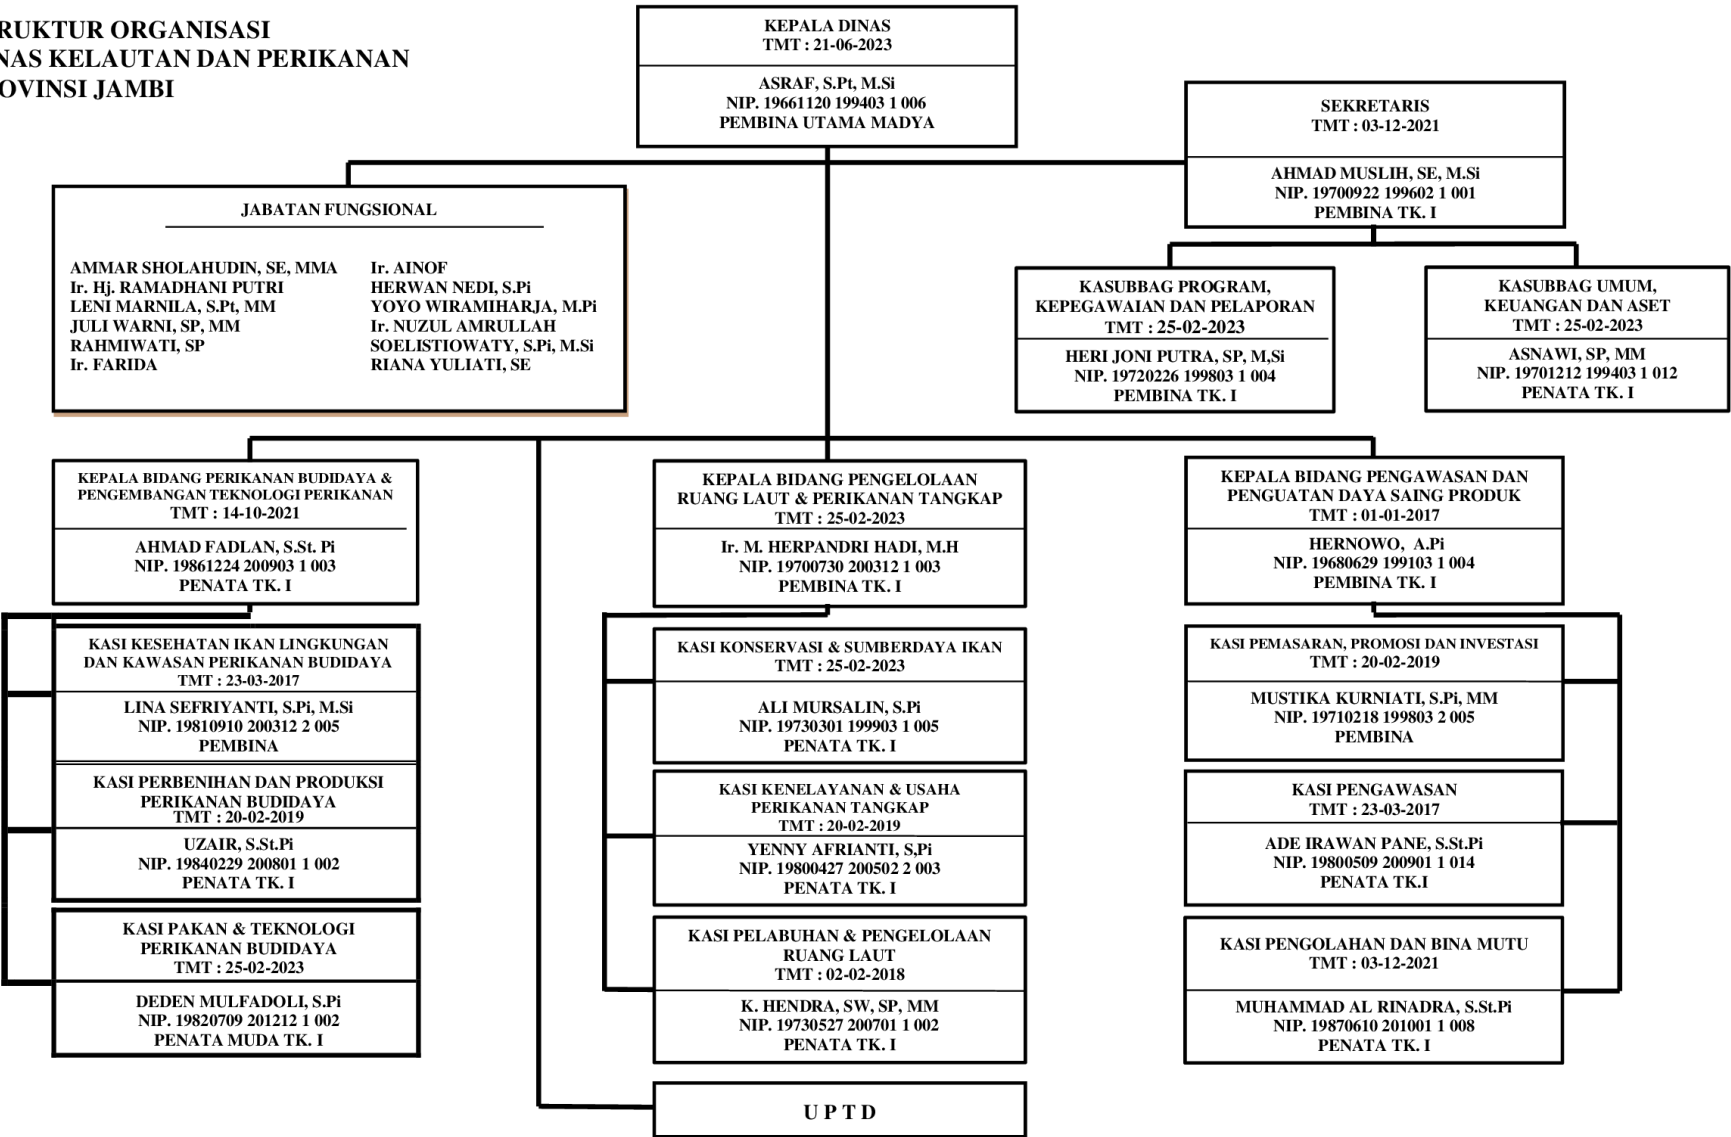 RUKTUR ORGANISASI
NAS KELAUTAN DAN PERIKANAN
OVINSI JAMBI
KEPALA DINAS
TMT : 21-06-2023
ASRAF, S.Pt, M.Si
NIP. 19661120 199403 1 006
PEMBINA UTAMA MADYA
SEKRETARIS
TMT : 03-12-2021
AHMAD MUSLIH, SE, M.Si
NIP. 19700922 199602 1 001
PEMBINA TK. I
JABATAN FUNGSIONAL
AMMAR SHOLAHUDIN, SE, MMA
Ir. Hj. RAMADHANI PUTRI
LENI MARNILA, S.Pt, MM
JULI WARNI, SP, MM
RAHMIWATI, SP
Ir. FARIDA
Ir. AINOF
HERWAN NEDI, S.Pi
YOYO WIRAMIHARJA, M.Pi
Ir. NUZUL AMRULLAH
SOELISTIOWATY, S.Pi, M.Si
RIANA YULIATI, SE
KASUBBAG PROGRAM,
KEPEGAWAIAN DAN PELAPORAN
TMT : 25-02-2023
HERI JONI PUTRA, SP, M,Si
NIP. 19720226 199803 1 004
PEMBINA TK. I
KASUBBAG UMUM,
KEUANGAN DAN ASET
TMT : 25-02-2023
ASNAWI, SP, MM
NIP. 19701212 199403 1 012
PENATA TK. I
KEPALA BIDANG PERIKANAN BUDIDAYA &
PENGEMBANGAN TEKNOLOGI PERIKANAN
TMT : 14-10-2021
AHMAD FADLAN, S.St. Pi
NIP. 19861224 200903 1 003
PENATA TK. I
KASI KESEHATAN IKAN LINGKUNGAN
DAN KAWASAN PERIKANAN BUDIDAYA
TMT : 23-03-2017
LINA SEFRIYANTI, S.Pi, M.Si
NIP. 19810910 200312 2 005
PEMBINA
KASI PERBENIHAN DAN PRODUKSI
PERIKANAN BUDIDAYA
TMT : 20-02-2019
UZAIR, S.St.Pi
NIP. 19840229 200801 1 002
PENATA TK. I
KASI PAKAN & TEKNOLOGI
PERIKANAN BUDIDAYA
TMT : 25-02-2023
DEDEN MULFADOLI, S.Pi
NIP. 19820709 201212 1 002
PENATA MUDA TK. I
KEPALA BIDANG PENGELOLAAN
RUANG LAUT & PERIKANAN TANGKAP
TMT : 25-02-2023
Ir. M. HERPANDRI HADI, M.H
NIP. 19700730 200312 1 003
PEMBINA TK. I
KASI KONSERVASI & SUMBERDAYA IKAN
TMT : 25-02-2023
ALI MURSALIN, S.Pi
NIP. 19730301 199903 1 005
PENATA TK. I
KASI KENELAYANAN & USAHA
PERIKANAN TANGKAP
TMT : 20-02-2019
YENNY AFRIANTI, S,Pi
NIP. 19800427 200502 2 003
PENATA TK. I
KASI PELABUHAN & PENGELOLAAN
RUANG LAUT
TMT : 02-02-2018
K. HENDRA, SW, SP, MM
NIP. 19730527 200701 1 002
PENATA TK. I
U P T D
KEPALA BIDANG PENGAWASAN DAN
PENGUATAN DAYA SAING PRODUK
TMT : 01-01-2017
HERNOWO, A.Pi
NIP. 19680629 199103 1 004
PEMBINA TK. I
KASI PEMASARAN, PROMOSI DAN INVESTASI
TMT : 20-02-2019
MUSTIKA KURNIATI, S.Pi, MM
NIP. 19710218 199803 2 005
PEMBINA
KASI PENGAWASAN
TMT : 23-03-2017
ADE IRAWAN PANE, S.St.Pi
NIP. 19800509 200901 1 014
PENATA TK.I
KASI PENGOLAHAN DAN BINA MUTU
TMT : 03-12-2021
MUHAMMAD AL RINADRA, S.St.Pi
NIP. 19870610 201001 1 008
PENATA TK. I